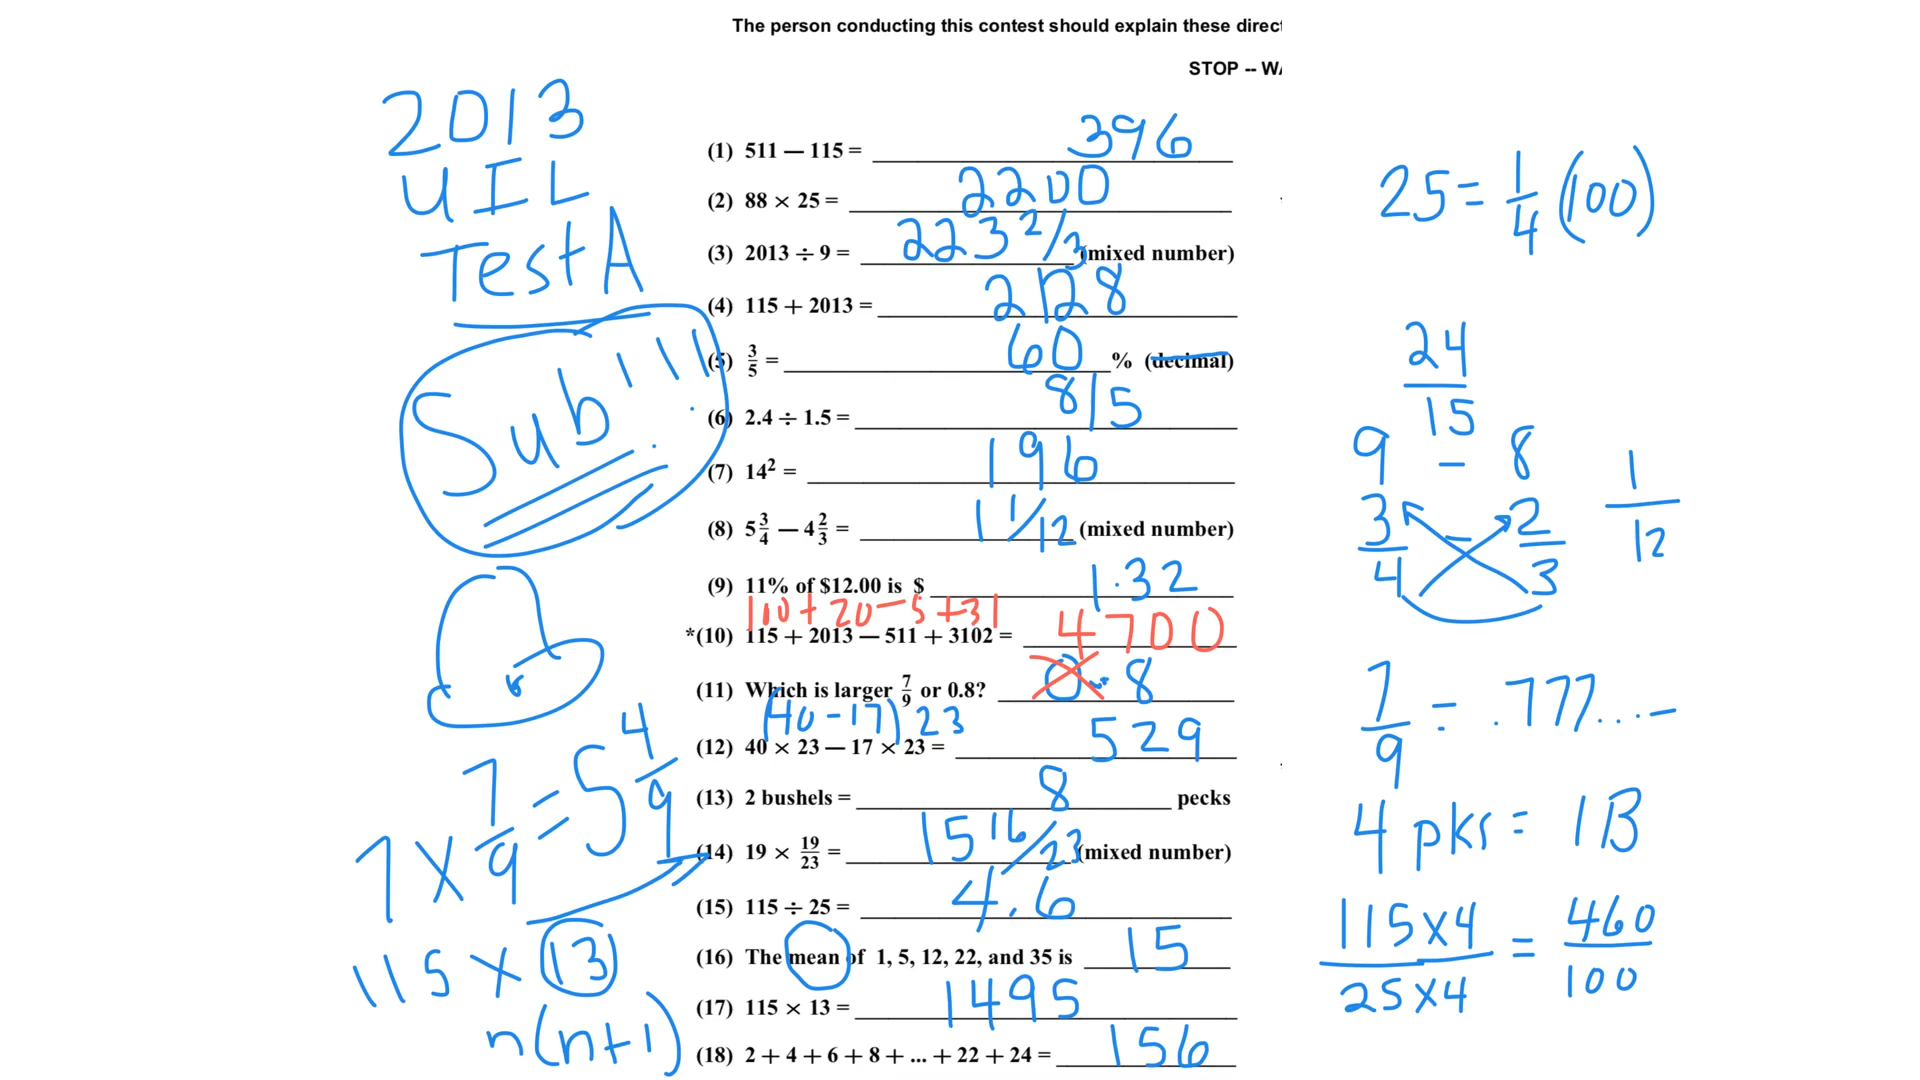 The person conducting this contest should explain these direct
STOP -- WA
2013
UIL
Test A
Sub!!!!
(1) 511 — 115 = 396
(2) 88 × 25 = 2200
(3) 2013 ÷ 9 = 223 2/3 (mixed number)
(4) 115 + 2013 = 2128
(5) 3/5 = 60 % (decimal)
(6) 2.4 ÷ 1.5 = 8/5
(7) 14² = 196
(8) 5 3/4 — 4 2/3 = 1 1/12 (mixed number)
(9) 11% of $12.00 is $ 1.32
100 + 20 - 5 + 31
*(10) 115 + 2013 — 511 + 3102 = 4700
(11) Which is larger 7/9 or 0.8? 0.8
(40 - 17) 23
(12) 40 × 23 — 17 × 23 = 529
(13) 2 bushels = 8 pecks
(14) 19 × 19/23 = 15 16/23 (mixed number)
(15) 115 ÷ 25 = 4.6
(16) The mean of 1, 5, 12, 22, and 35 is 15
(17) 115 × 13 = 1495
(18) 2 + 4 + 6 + 8 + ... + 22 + 24 = 156
7 × 7/9 = 5 4/9
115 × 13
n(n+1)
25 = 1/4 (100)
24/15
9 - 8
3/4 - 2/3
1/12
7/9 = .777...
4 pks = 1B
115×4 / 25×4 = 460/100